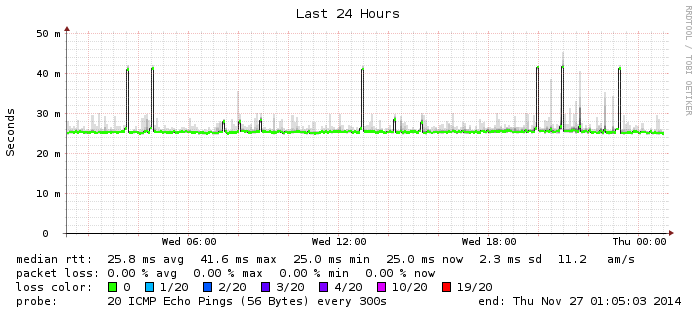 Last 24 Hours
RRDTOOL / TOBI OETIKER
Seconds
50 m
40 m
30 m
20 m
10 m
0
Wed 06:00 Wed 12:00 Wed 18:00 Thu 00:00
median rtt: 25.8 ms avg 41.6 ms max 25.0 ms min 25.0 ms now 2.3 ms sd 11.2 am/s
packet loss: 0.00 % avg 0.00 % max 0.00 % min 0.00 % now
loss color: 0 1/20 2/20 3/20 4/20 10/20 19/20
probe: 20 ICMP Echo Pings (56 Bytes) every 300s end: Thu Nov 27 01:05:03 2014